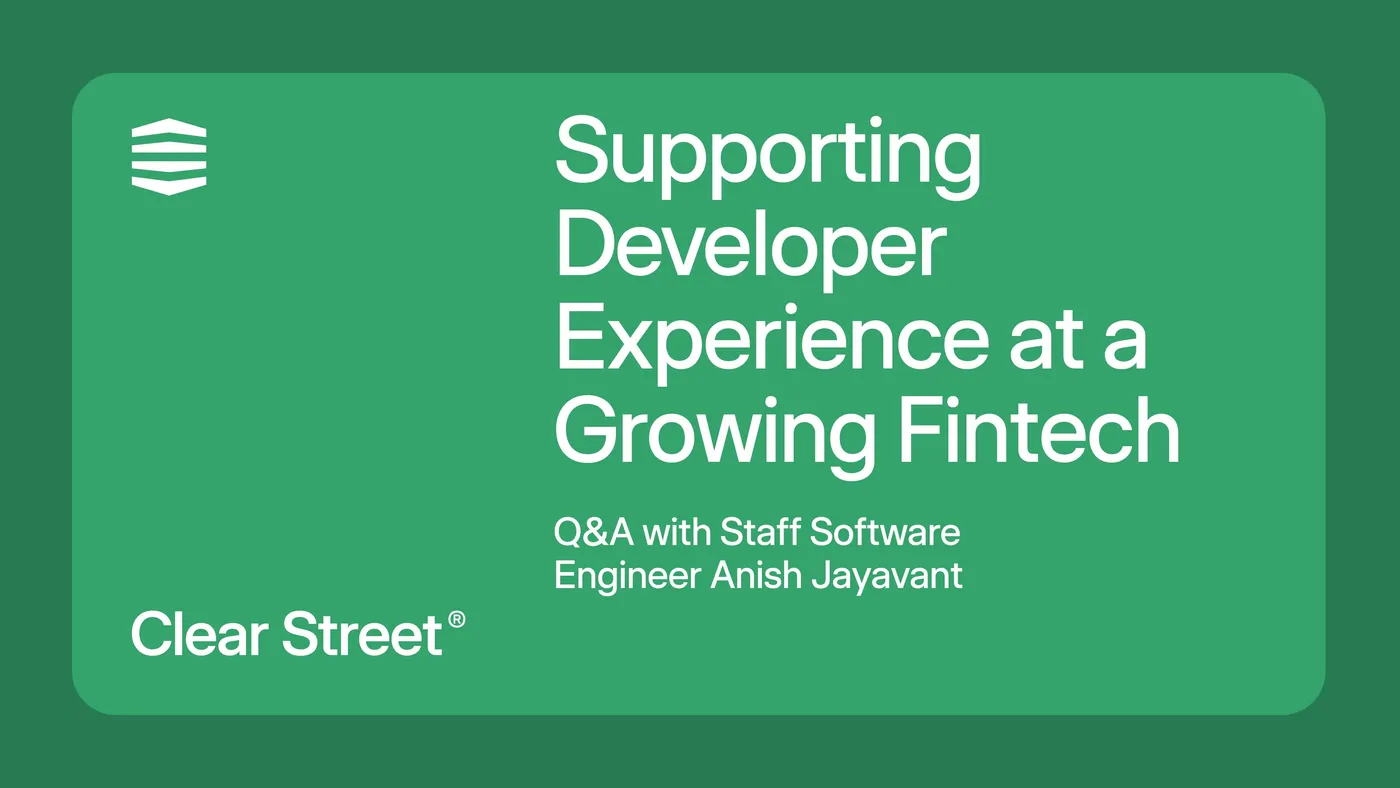 Supporting
Developer
Experience at a
Growing Fintech
Q&A with Staff Software
Engineer Anish Jayavant
Clear Street®